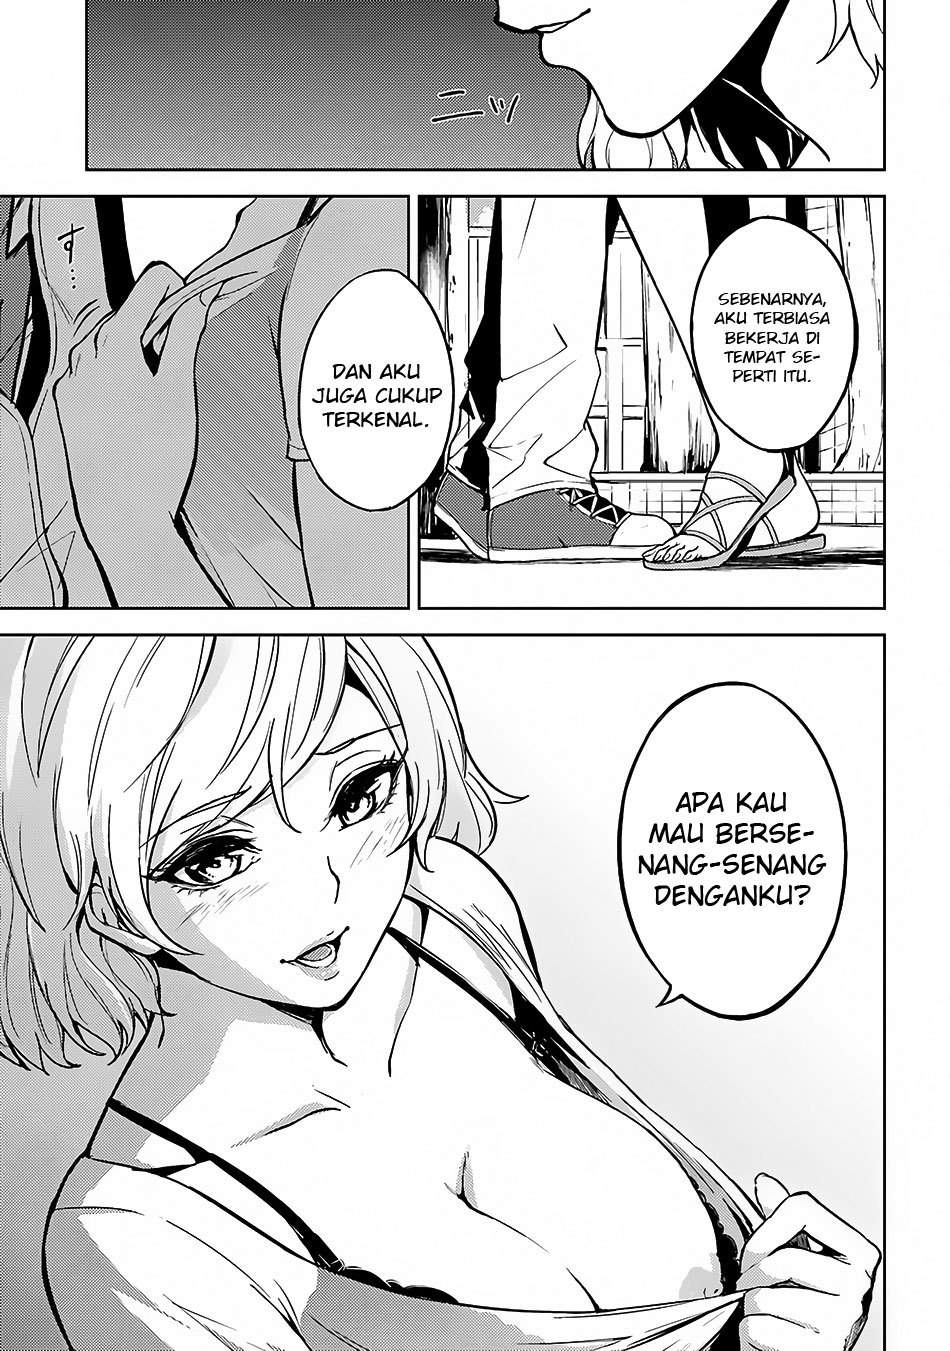 ニッ
SEBENARNYA,
AKU TERBIASA
BEKERJA DI
TEMPAT SE-
PERTI ITU.
す...
DAN AKU
JUGA CUKUP
TERKENAL.
APA KAU
MAU BERSE-
NANG-SENANG
DENGANKU?